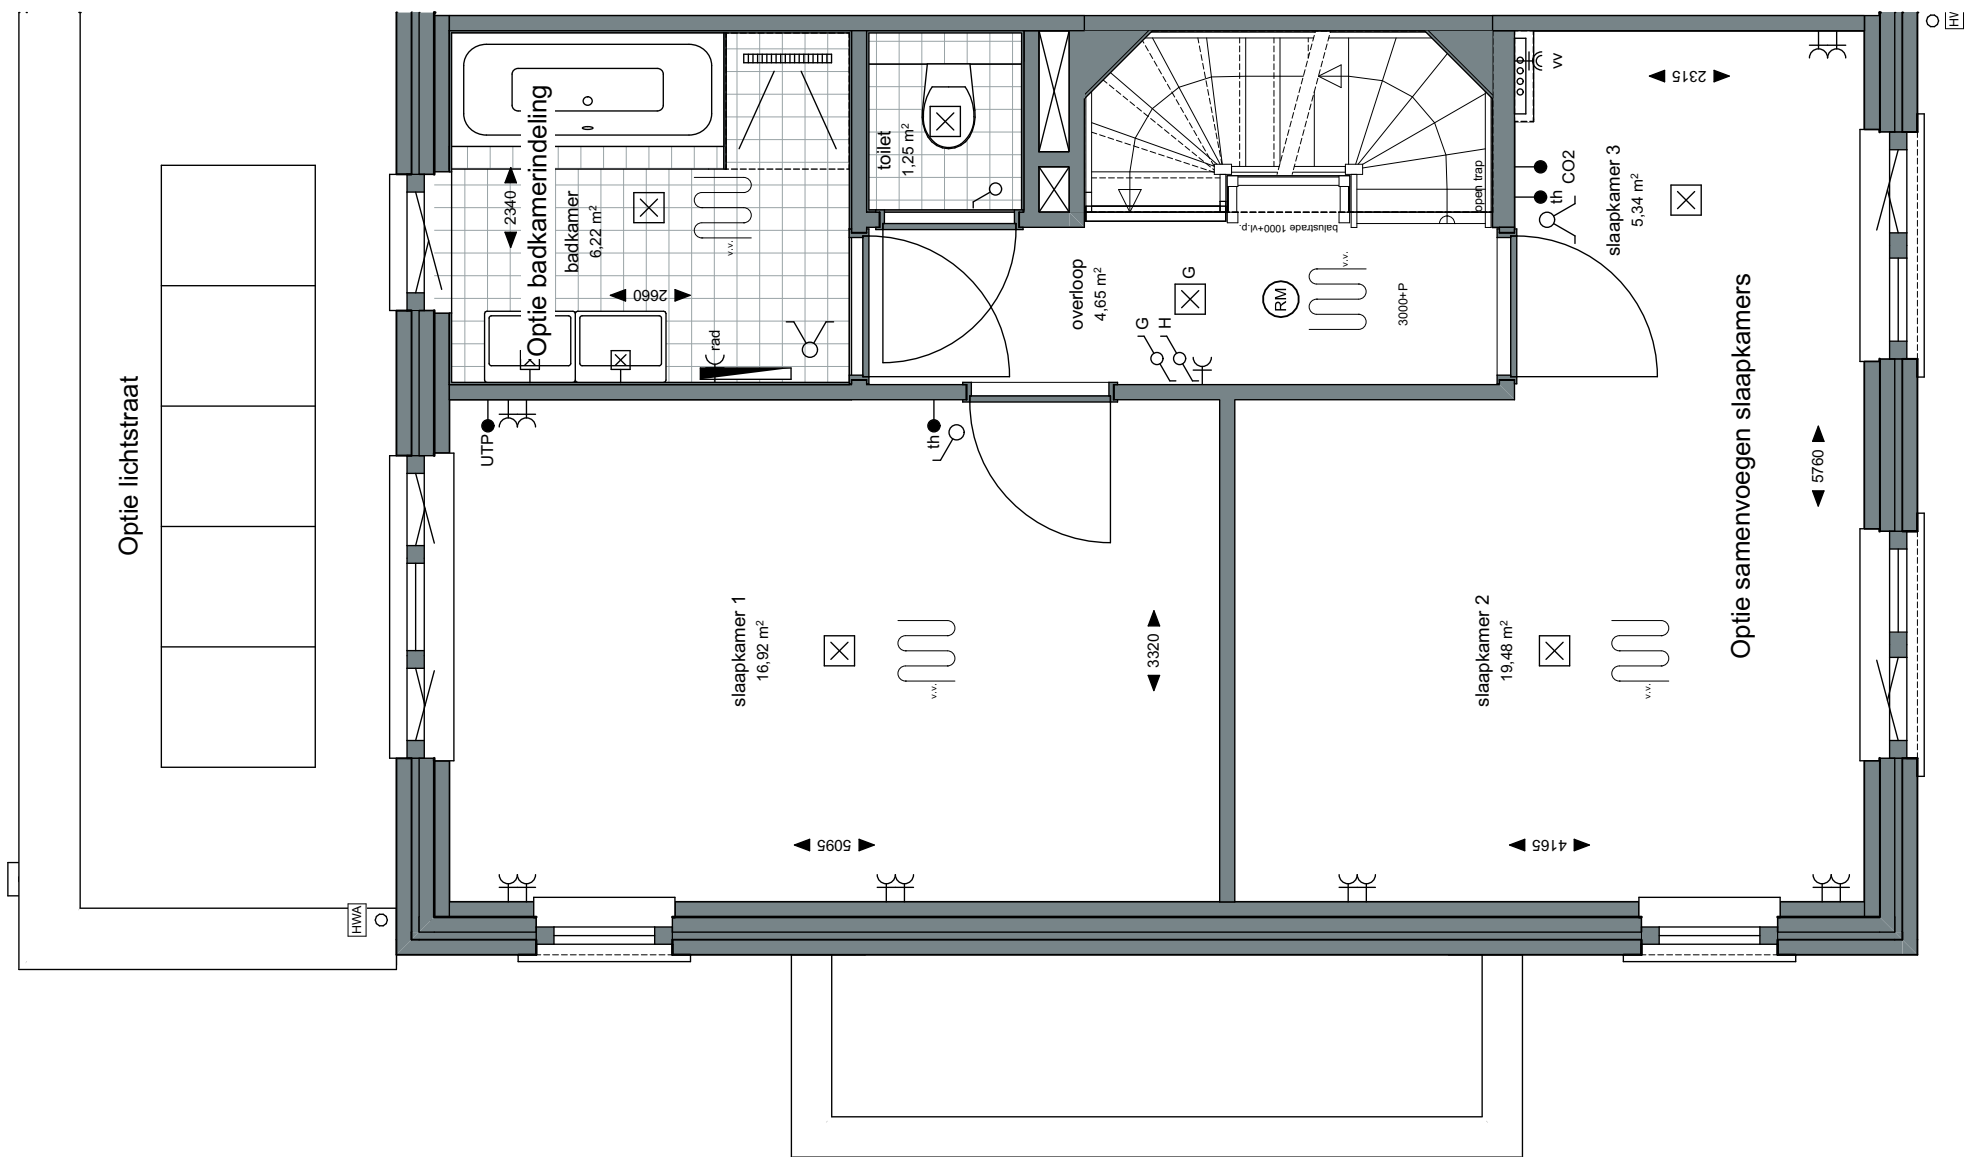 Optie lichtstraat
HWA
Optie badkamerindeling
badkamer
6,22 m²
2340
2660
v.v.
rad
toilet
1,25 m²
UTP
th
slaapkamer 1
16,92 m²
v.v.
5095
3320
overloop
4,65 m²
G
H
G
RM
v.v.
3000+P
balustrade 1000+vl.p.
open trap
vv
CO2
th
slaapkamer 3
5,34 m²
2315
Optie samenvoegen slaapkamers
5760
slaapkamer 2
19,48 m²
v.v.
4165
HV